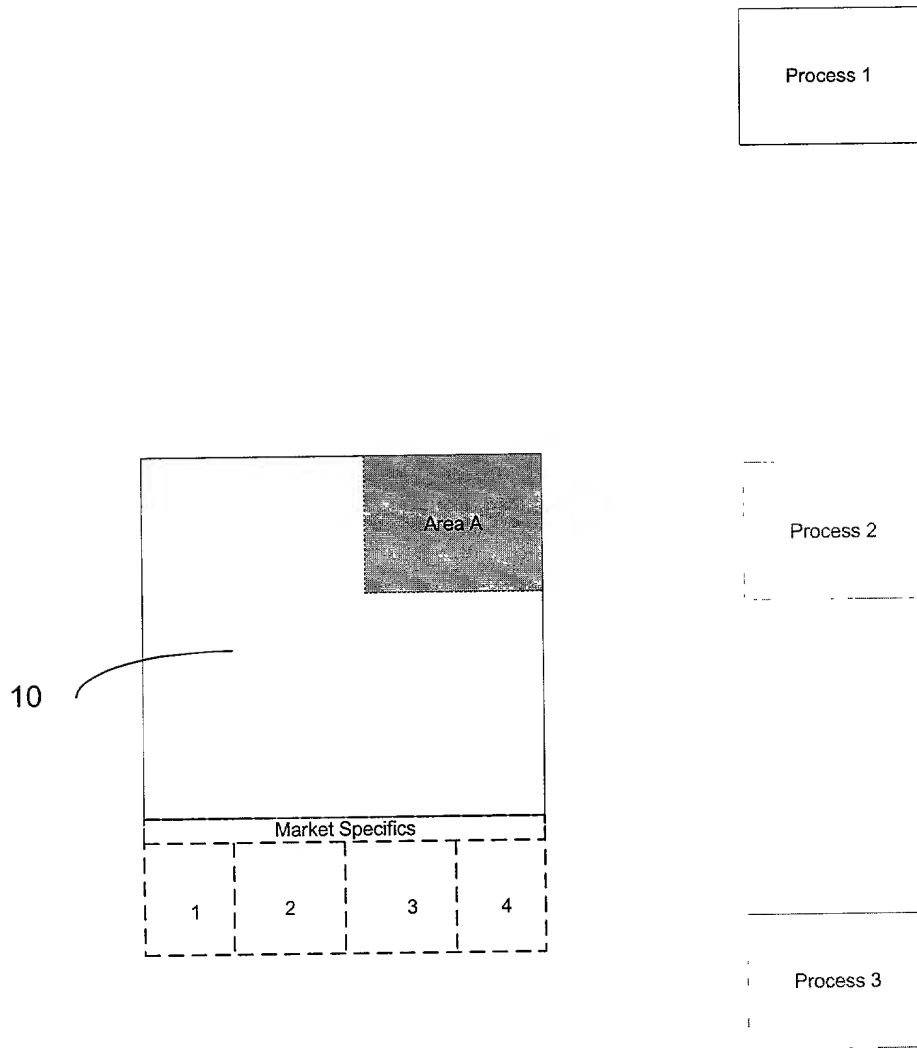 Process 1
Area A
Process 2
10
Market Specifics
1 2 3 4
Process 3